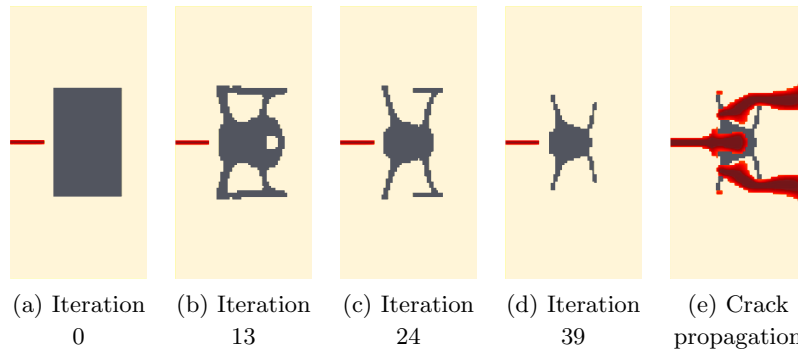 (a) Iteration
0
(b) Iteration
13
(c) Iteration
24
(d) Iteration
39
(e) Crack
propagation